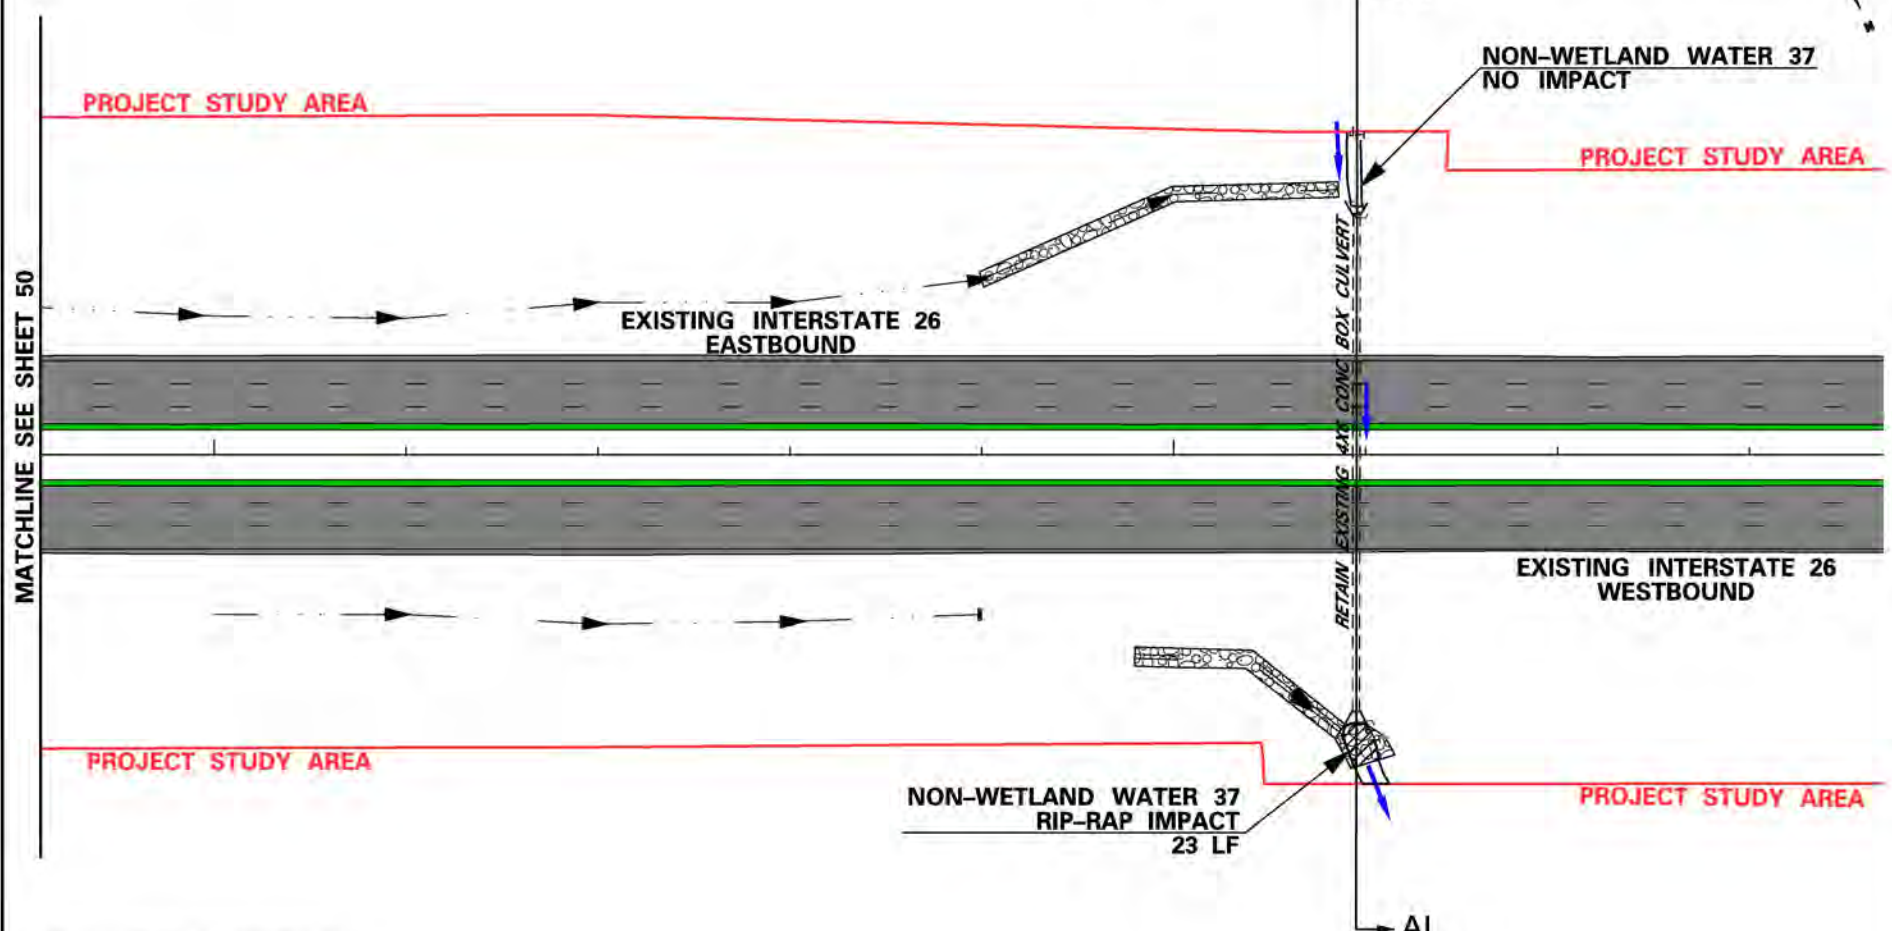 NON-WETLAND WATER 37
NO IMPACT
PROJECT STUDY AREA
PROJECT STUDY AREA
MATCHLINE SEE SHEET 50
EXISTING INTERSTATE 26
EASTBOUND
RETAIN EXISTING CONC BOX CULVERT
EXISTING INTERSTATE 26
WESTBOUND
PROJECT STUDY AREA
NON-WETLAND WATER 37
RIP-RAP IMPACT
23 LF
PROJECT STUDY AREA